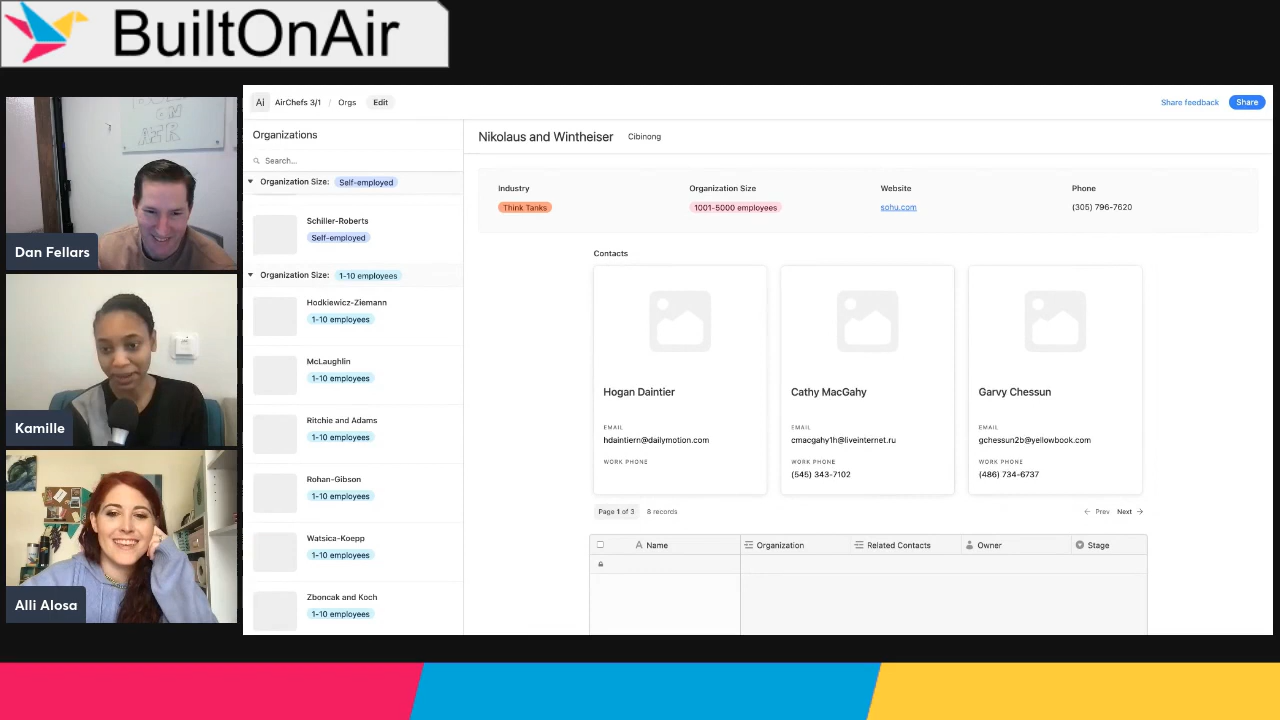 BuiltOnAir
BUILT
ON
AIR
Dan Fellars
Kamille
Alli Alosa
Ai AirChefs 3/1 / Orgs Edit
Share feedback Share
Organizations
Search...
Organization Size: Self-employed
Schiller-Roberts
Self-employed
Organization Size: 1-10 employees
Hodkiewicz-Ziemann
1-10 employees
McLaughlin
1-10 employees
Ritchie and Adams
1-10 employees
Rohan-Gibson
1-10 employees
Watsica-Koepp
1-10 employees
Zboncak and Koch
1-10 employees
Nikolaus and Wintheiser Cibinong
Industry Organization Size Website Phone
Think Tanks 1001-5000 employees sohu.com (305) 796-7620
Contacts
Hogan Daintier Cathy MacGahy Garvy Chessun
EMAIL EMAIL EMAIL
hdaintiern@dailymotion.com cmacgahy1h@liveinternet.ru gchessun2b@yellowbook.com
WORK PHONE WORK PHONE WORK PHONE
(545) 343-7102 (486) 734-6737
Page 1 of 3 8 records Prev Next
Name Organization Related Contacts Owner Stage